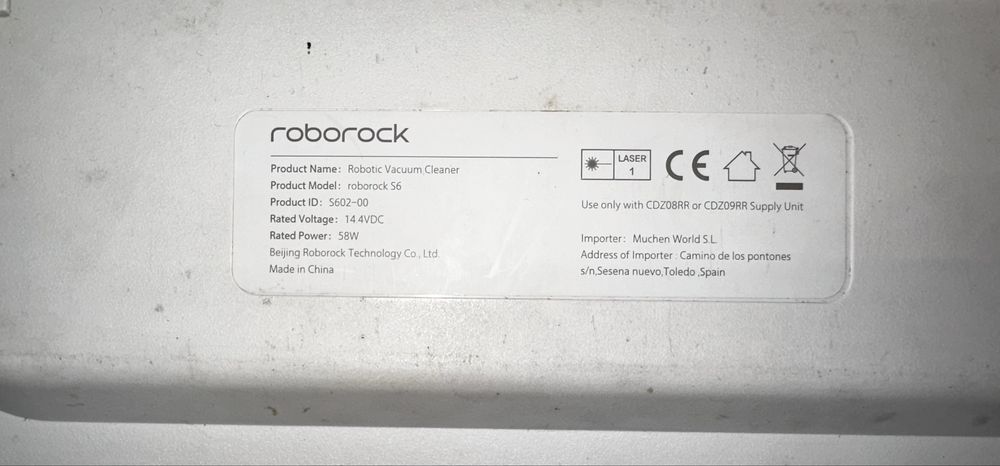 roborock
Product Name: Robotic Vacuum Cleaner
Product Model: roborock S6
Product ID: S602-00
Rated Voltage: 14.4VDC
Rated Power: 58W
Beijing Roborock Technology Co., Ltd.
Made in China
LASER
1
CE
Use only with CDZ08RR or CDZ09RR Supply Unit
Importer: Muchen World S.L.
Address of Importer : Camino de los pontones
s/n,Sesena nuevo,Toledo ,Spain